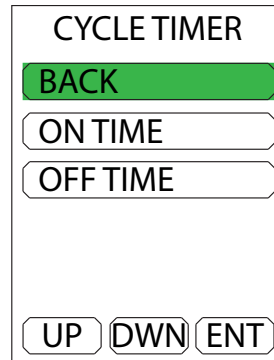 CYCLE TIMER
BACK
ON TIME
OFF TIME
UP DWN ENT